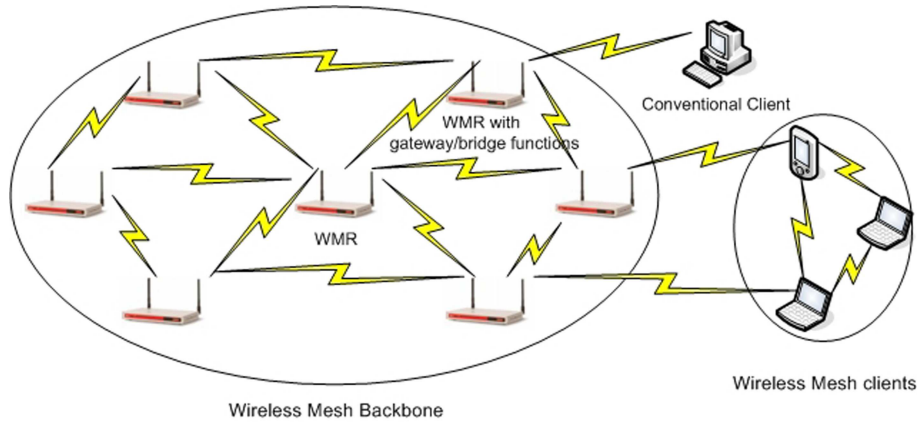 Conventional Client
WMR with
gateway/bridge functions
WMR
Wireless Mesh clients
Wireless Mesh Backbone